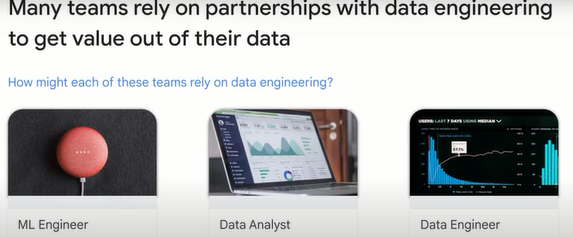 Many teams rely on partnerships with data engineering
to get value out of their data
How might each of these teams rely on data engineering?
USERS: LAST 7 DAYS USING MEDIAN
ML Engineer
Data Analyst
Data Engineer